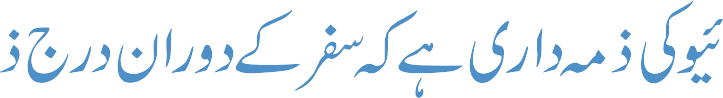 ئیو کی ذمہ داری ہے کہ سفر کے دوران درج ذ